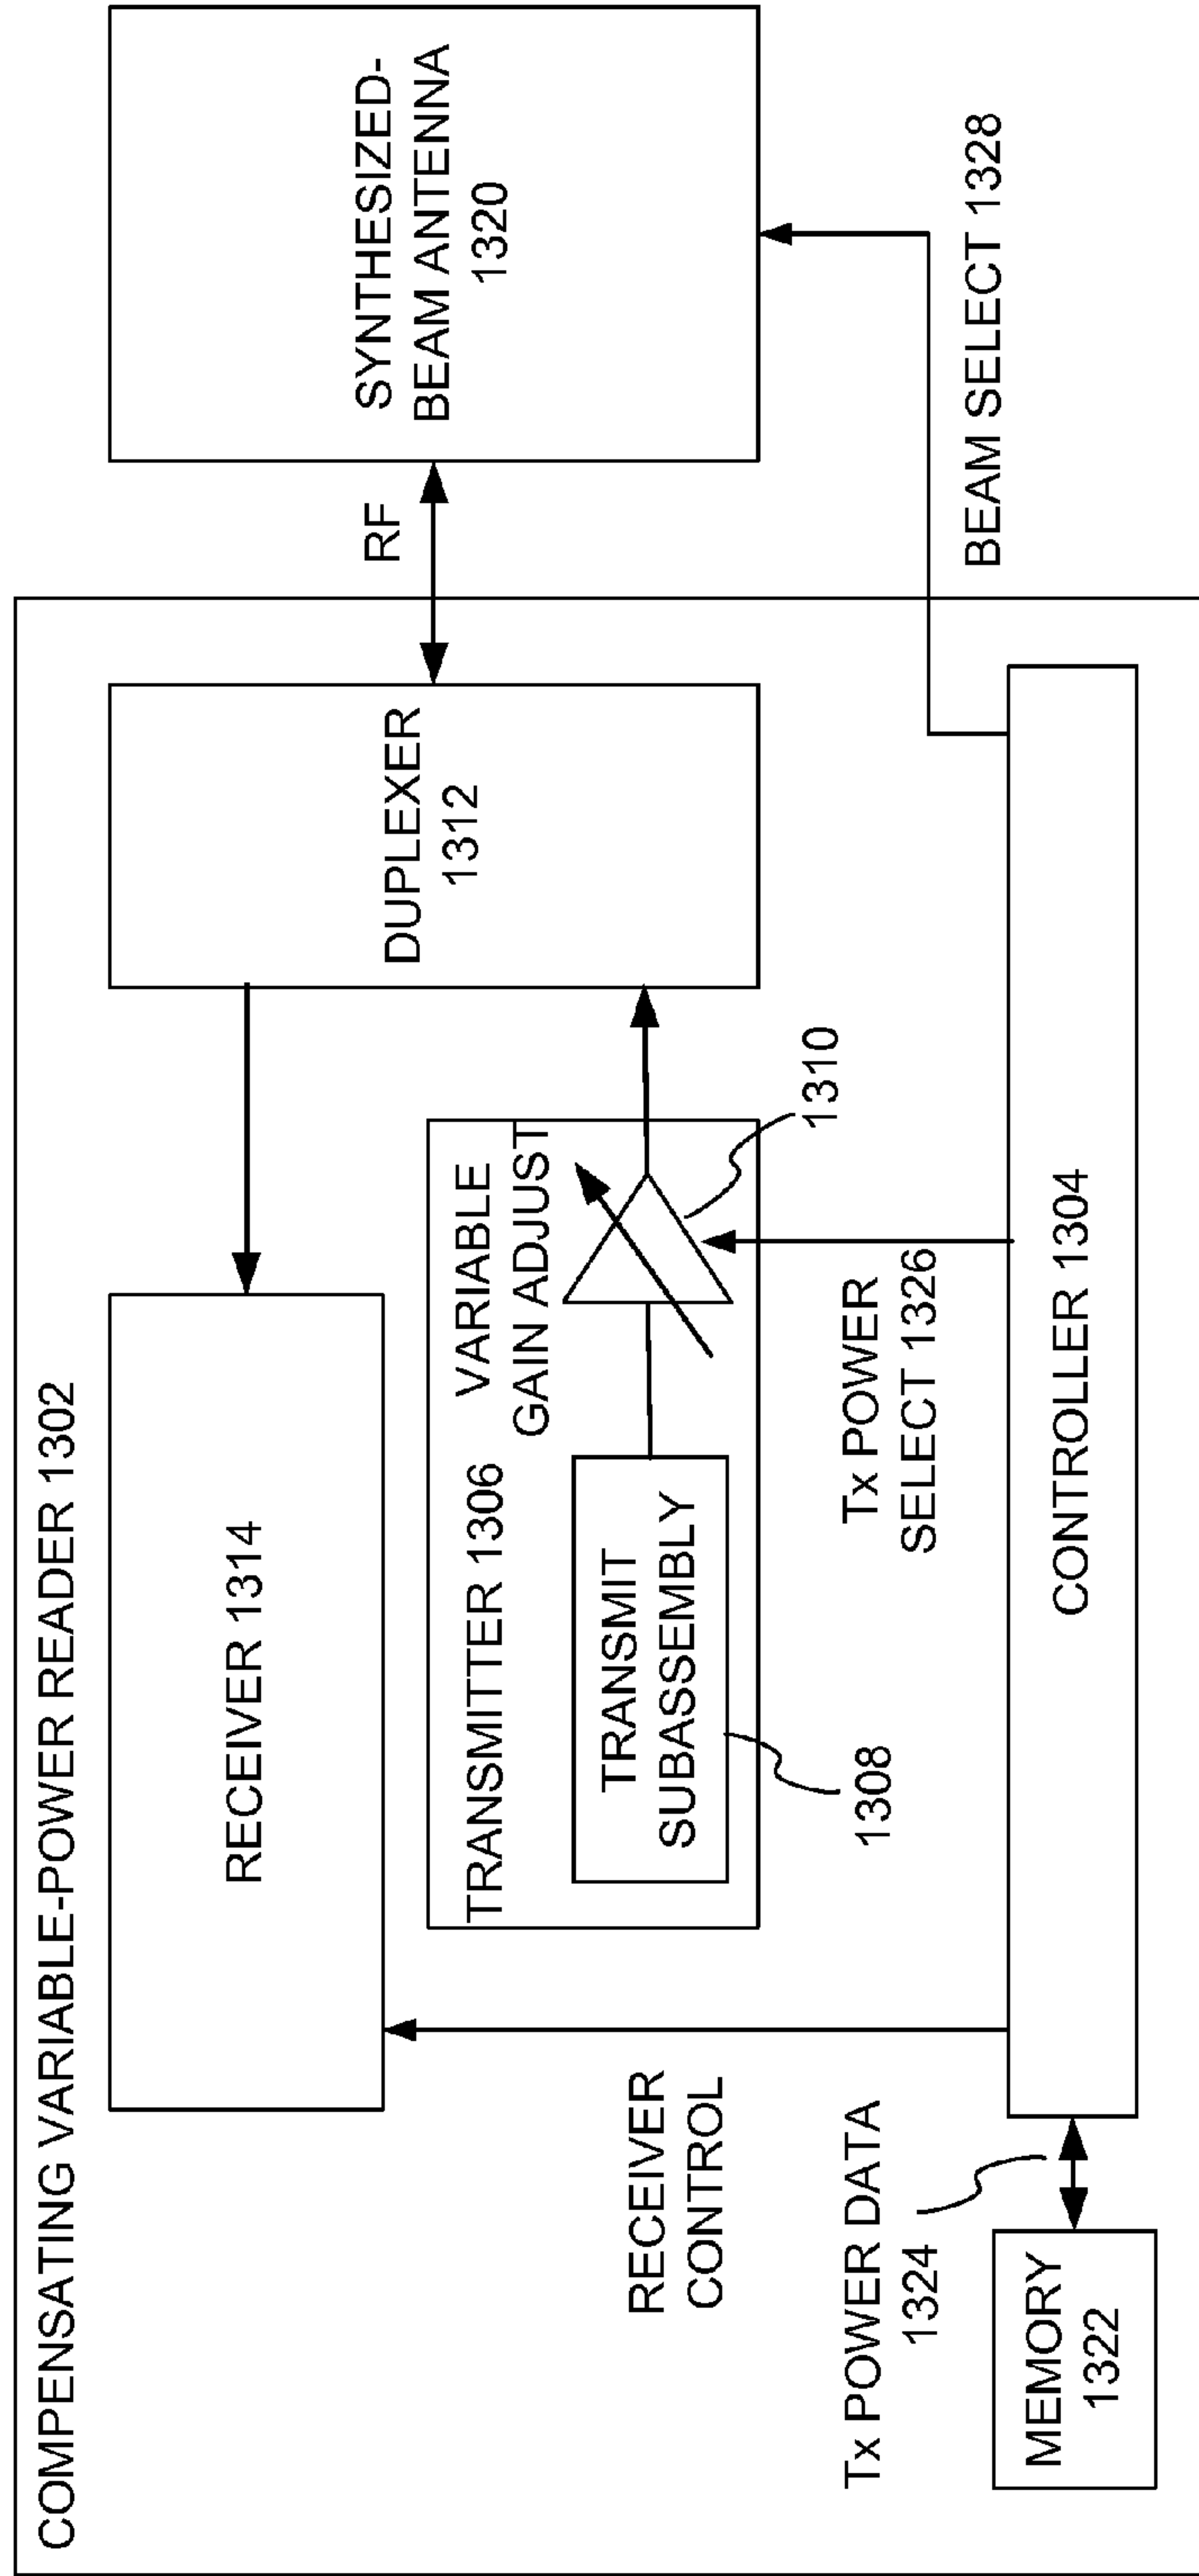 COMPENSATING VARIABLE-POWER READER 1302
RECEIVER 1314
DUPLEXER
1312
RF
SYNTHESIZED-
BEAM ANTENNA
1320
TRANSMITTER 1306
VARIABLE
GAIN ADJUST
TRANSMIT
SUBASSEMBLY
1308
1310
RECEIVER
CONTROL
Tx POWER
SELECT 1326
Tx POWER DATA
1324
MEMORY
1322
CONTROLLER 1304
BEAM SELECT 1328